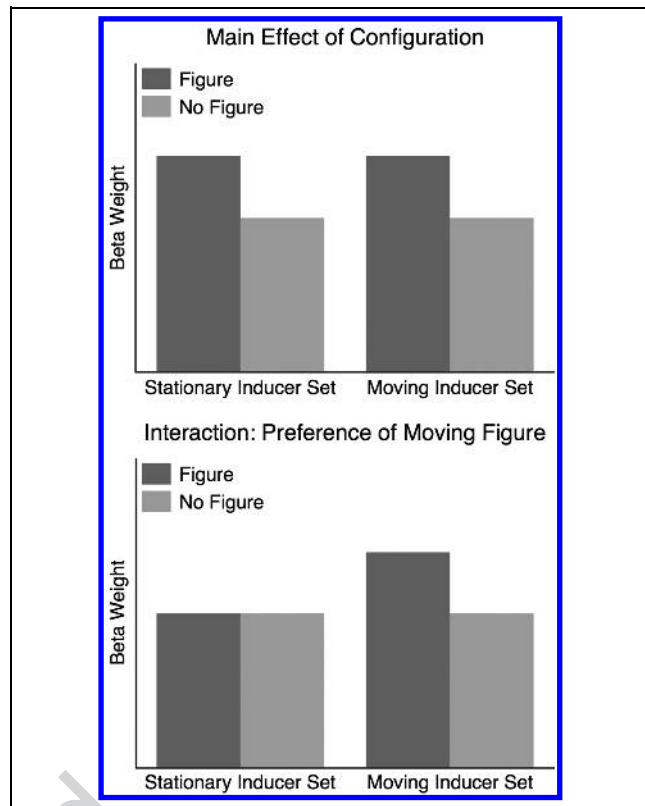 Main Effect of Configuration
Figure
No Figure
Beta Weight
Stationary Inducer Set Moving Inducer Set
Interaction: Preference of Moving Figure
Figure
No Figure
Beta Weight
Stationary Inducer Set Moving Inducer Set